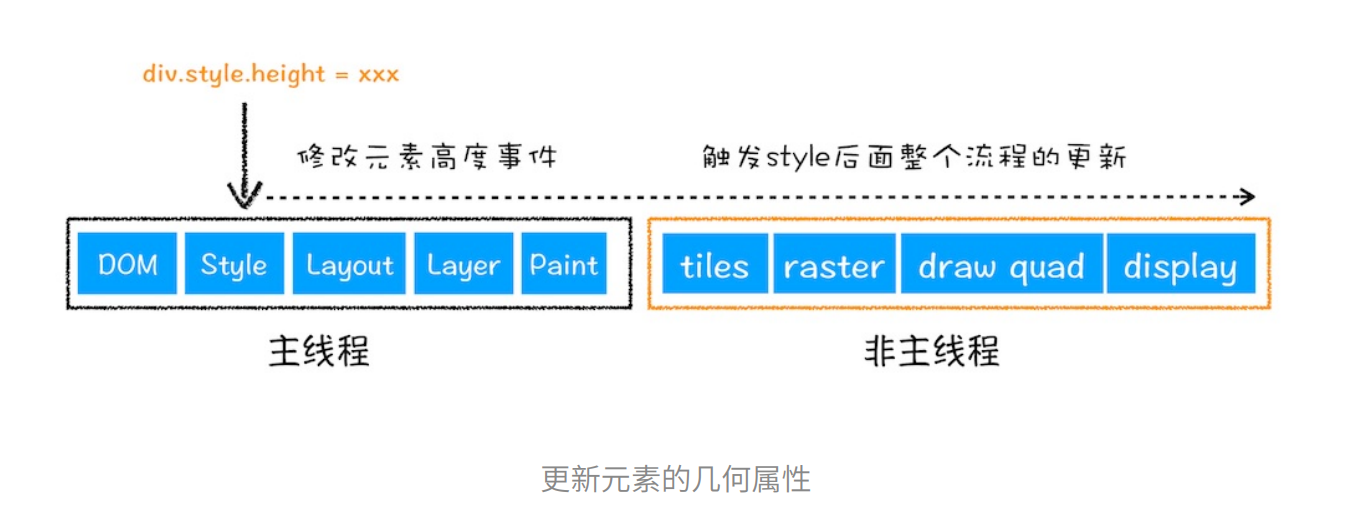 div.style.height = xxx
修改元素高度事件 触发style后面整个流程的更新
DOM Style Layout Layer Paint tiles raster draw quad display
主线程 非主线程
更新元素的几何属性